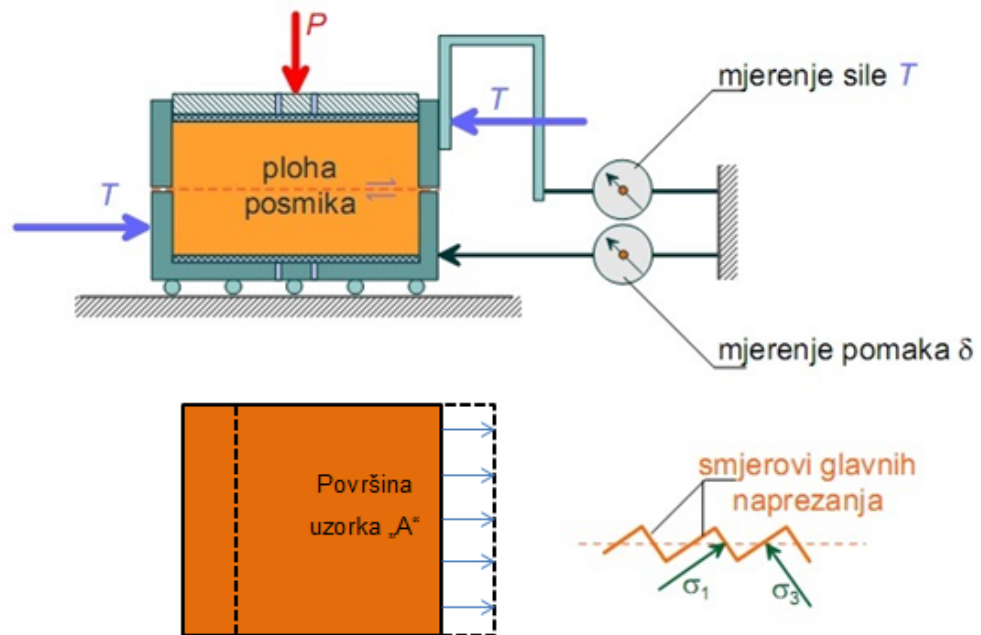 P
mjerenje sile T
T
ploha
posmika
T
mjerenje pomaka δ
Površina
uzorka „A“
smjerovi glavnih
naprezanja
σ1
σ3